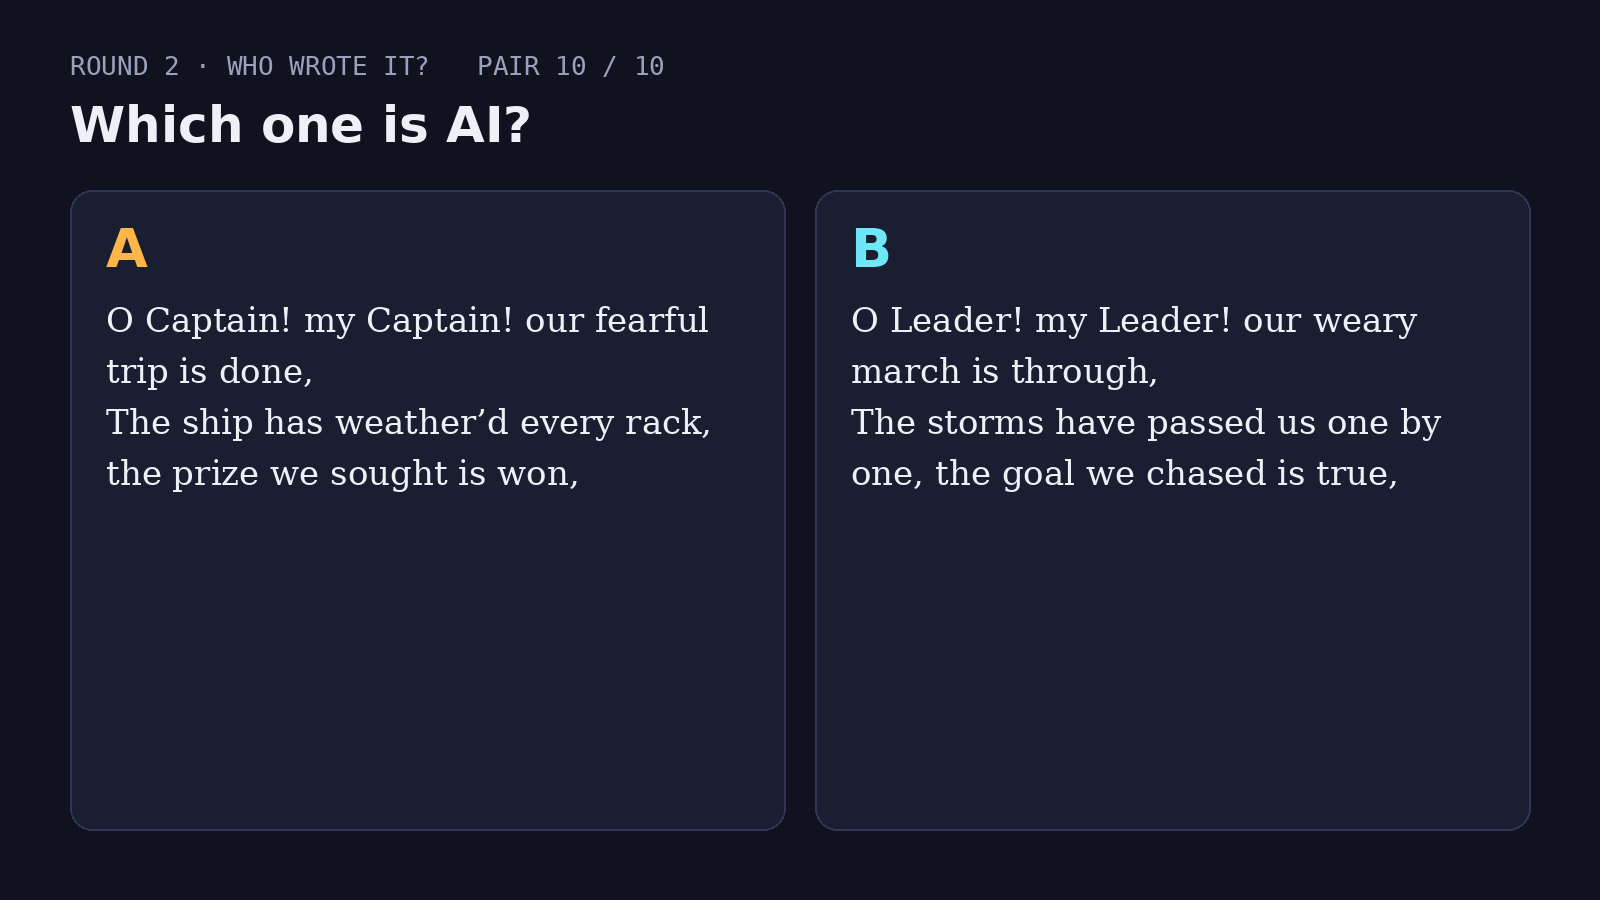 ROUND 2 · WHO WROTE IT?   PAIR 10 / 10
Which one is AI?
A
O Captain! my Captain! our fearful
trip is done,
The ship has weather’d every rack,
the prize we sought is won,
B
O Leader! my Leader! our weary
march is through,
The storms have passed us one by
one, the goal we chased is true,